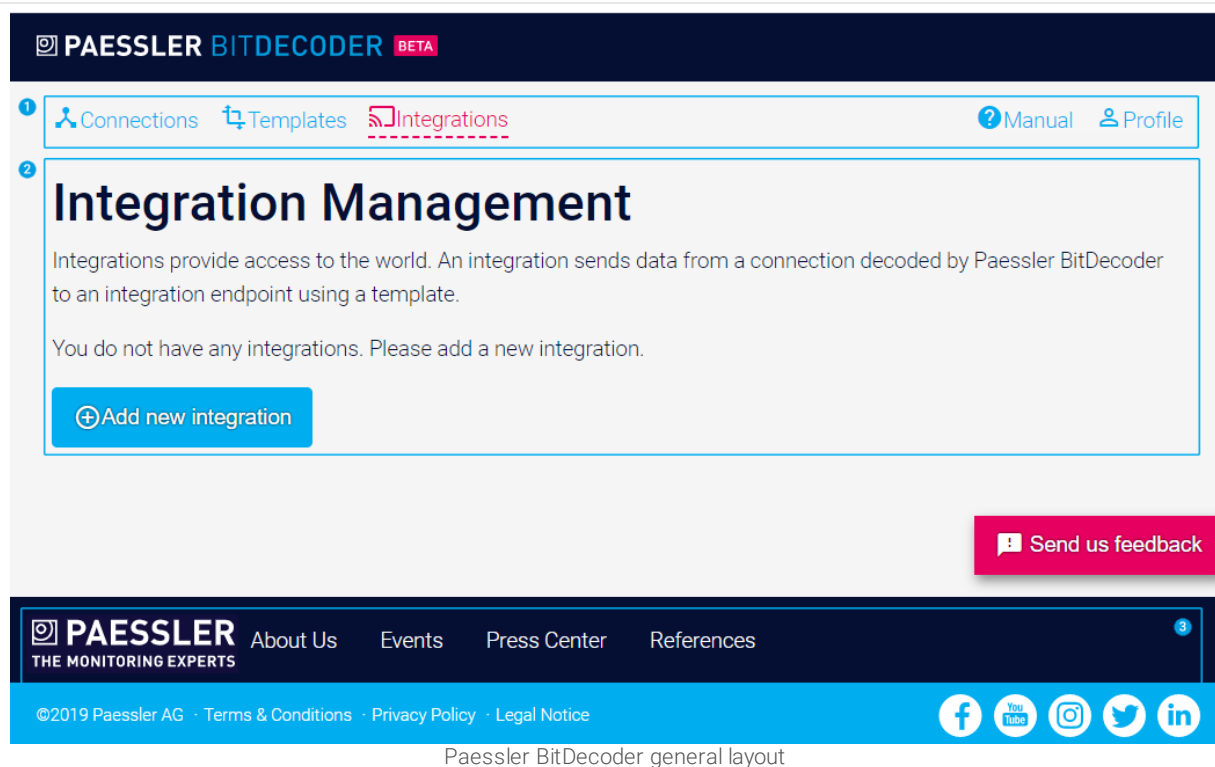 PAESSLER BITDECODER BETA
1
Connections Templates Integrations Manual Profile
2
Integration Management
Integrations provide access to the world. An integration sends data from a connection decoded by Paessler BitDecoder
to an integration endpoint using a template.
You do not have any integrations. Please add a new integration.
Add new integration
Send us feedback
PAESSLER
THE MONITORING EXPERTS
About Us Events Press Center References
3
©2019 Paessler AG · Terms & Conditions · Privacy Policy · Legal Notice
f You Tube in
Paessler BitDecoder general layout